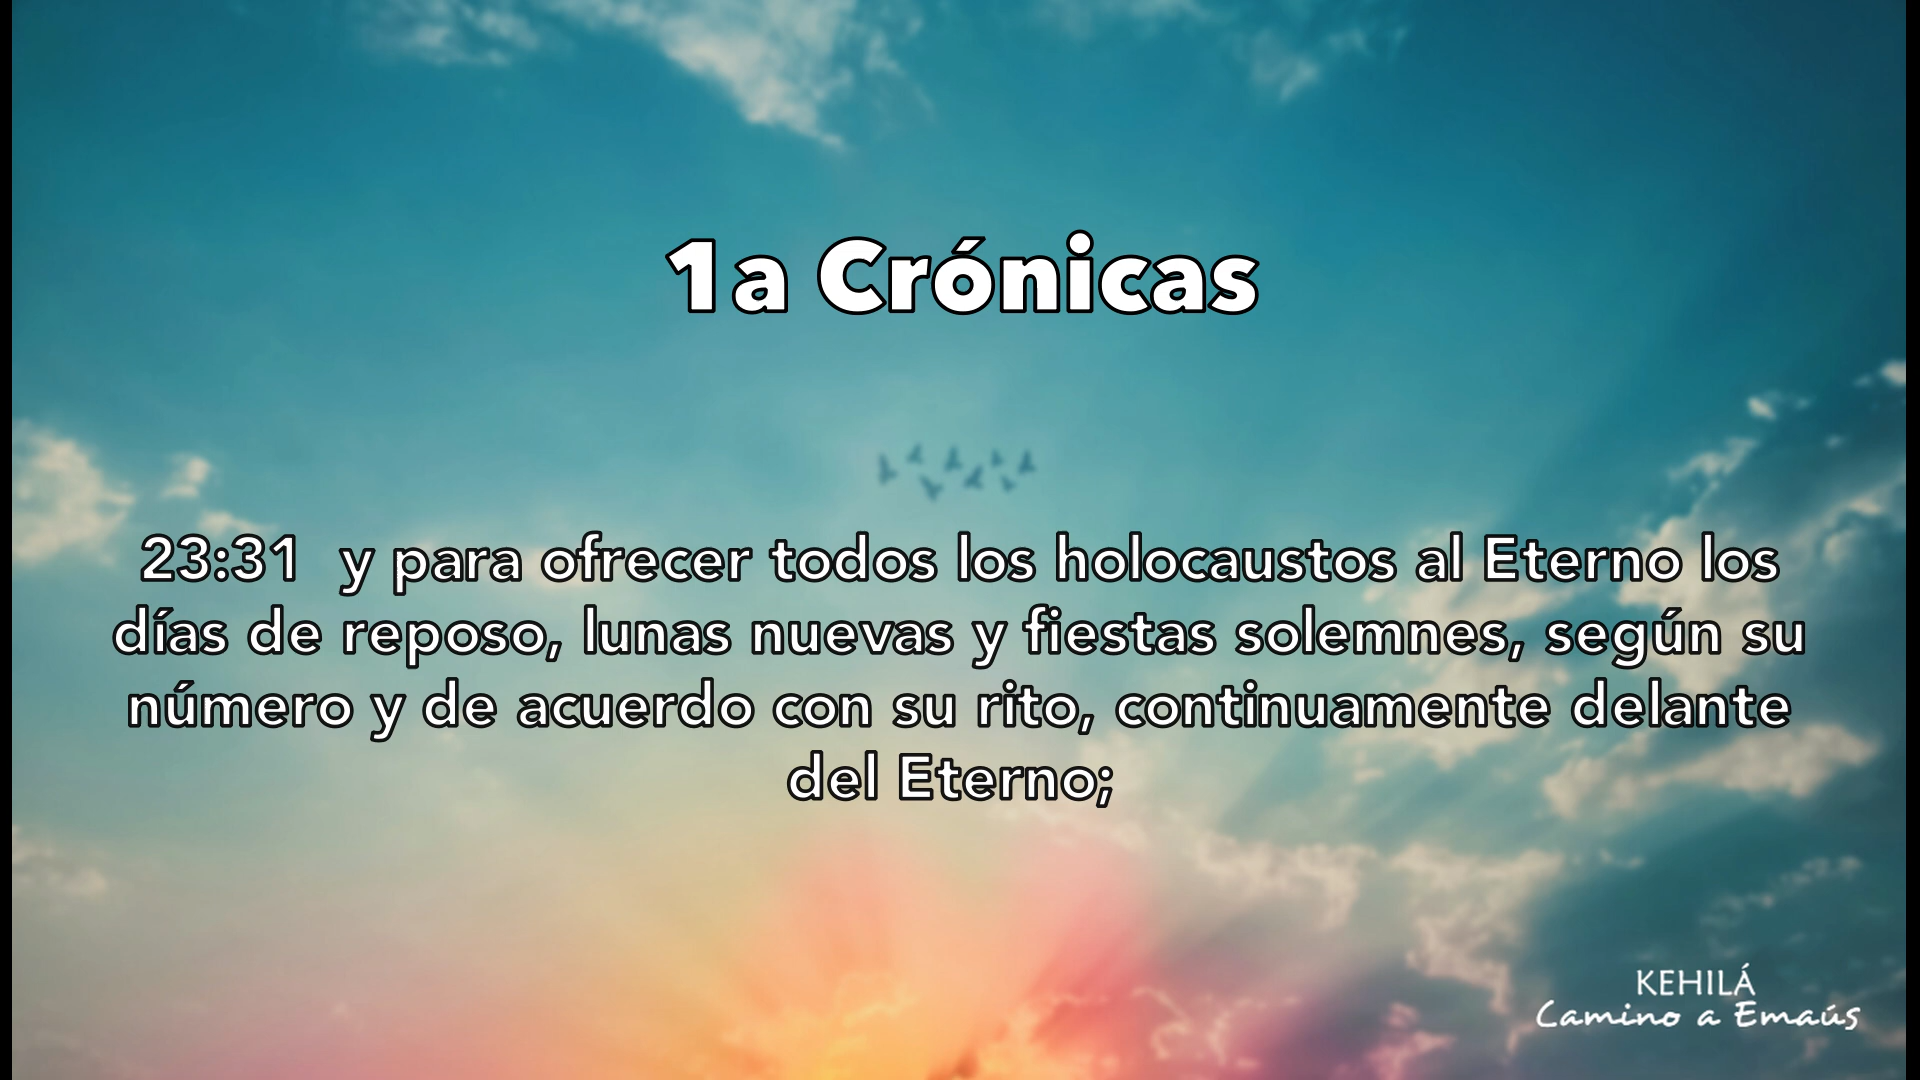 1a Crónicas
23:31 y para ofrecer todos los holocaustos al Eterno los
días de reposo, lunas nuevas y fiestas solemnes, según su
número y de acuerdo con su rito, continuamente delante
del Eterno;
KEHILÁ
Camino a Emaús